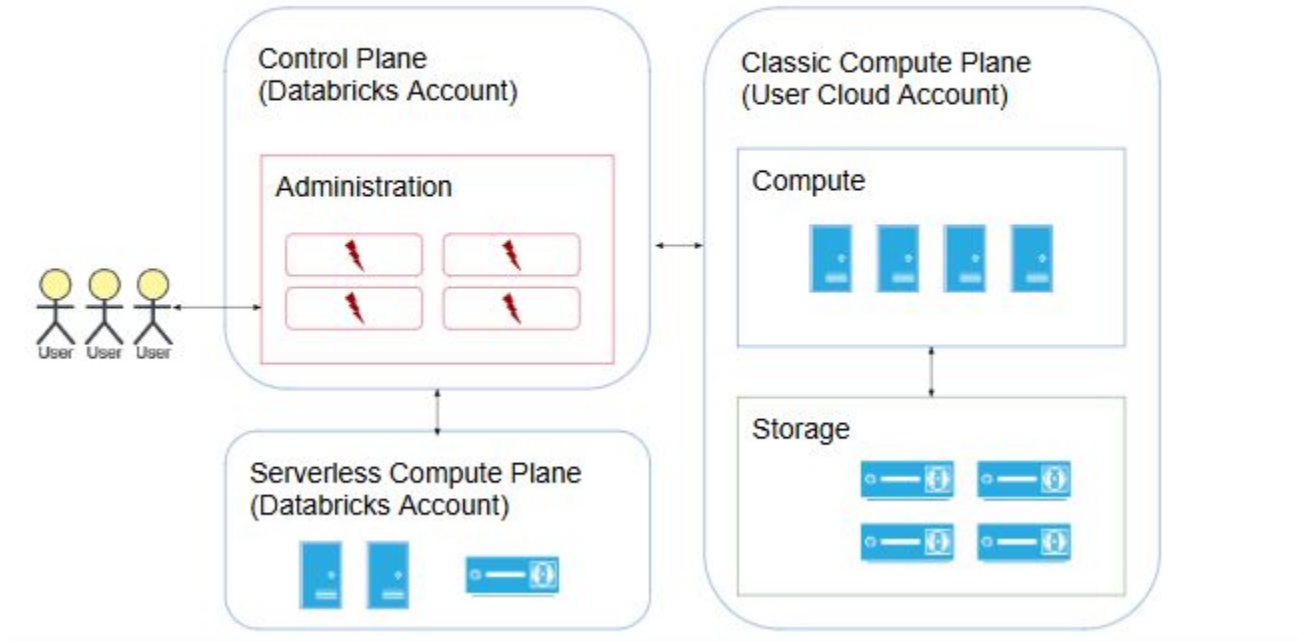 Control Plane
(Databricks Account)
Administration
User User User
Serverless Compute Plane
(Databricks Account)
Classic Compute Plane
(User Cloud Account)
Compute
Storage